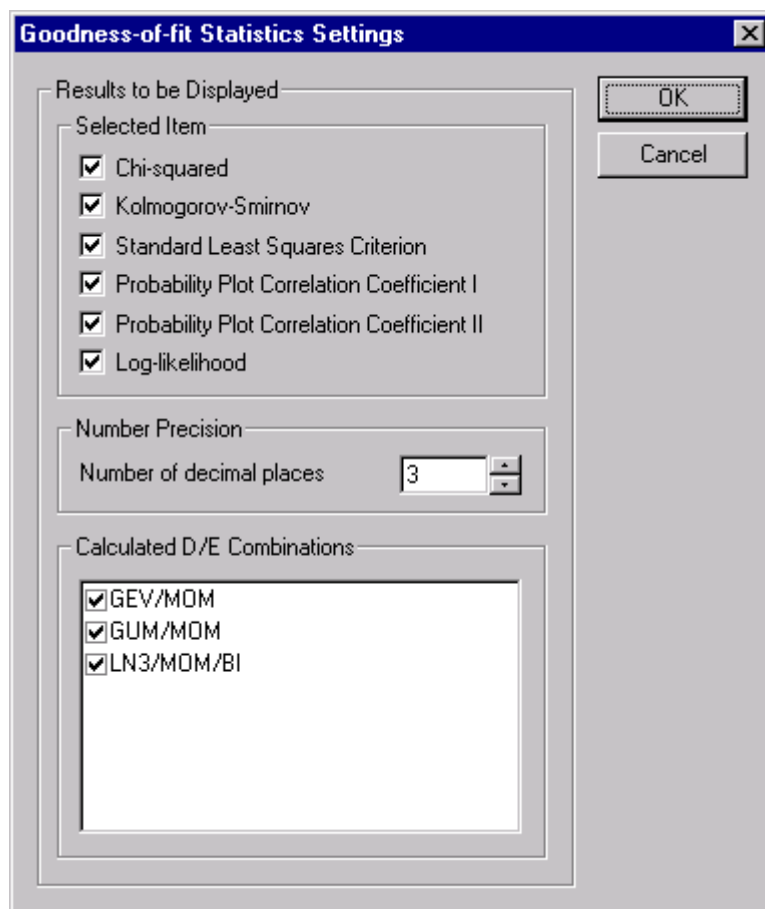 Goodness-of-fit Statistics Settings
Results to be Displayed
OK
Selected Item
Cancel
Chi-squared
Kolmogorov-Smirnov
Standard Least Squares Criterion
Probability Plot Correlation Coefficient I
Probability Plot Correlation Coefficient II
Log-likelihood
Number Precision
Number of decimal places 3
Calculated D/E Combinations
GEV/MOM
GUM/MOM
LN3/MOM/BI